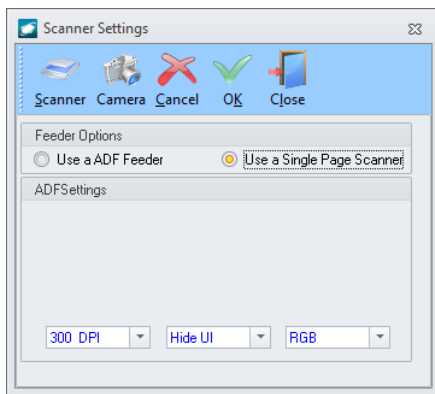 Scanner Settings
Scanner Camera Cancel OK Close
Feeder Options
Use a ADF Feeder Use a Single Page Scanner
ADFSettings
300 DPI Hide UI RGB